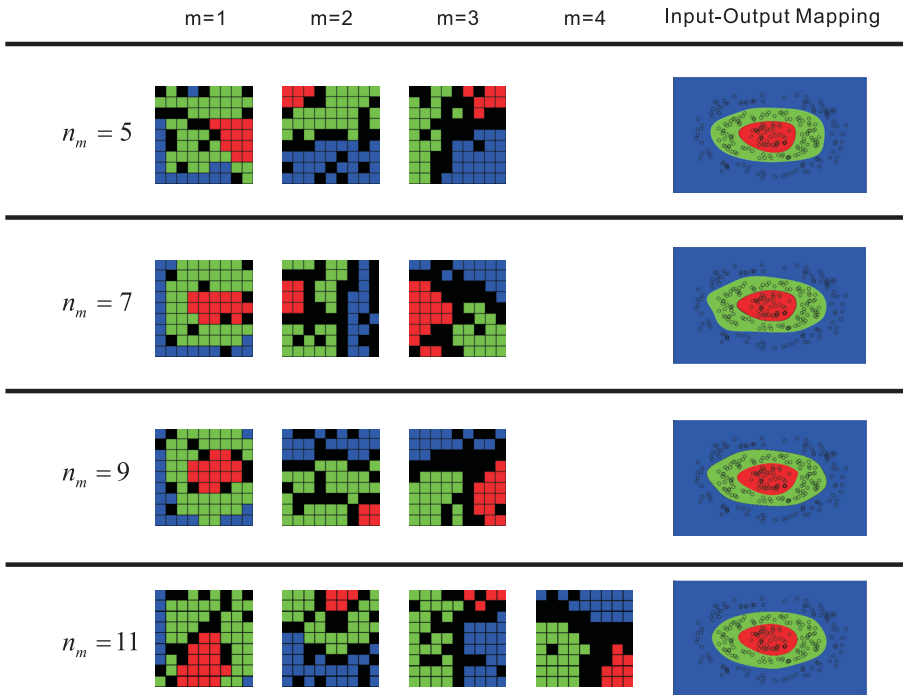 m=1 m=2 m=3 m=4 Input-Output Mapping
n_m = 5
n_m = 7
n_m = 9
n_m = 11